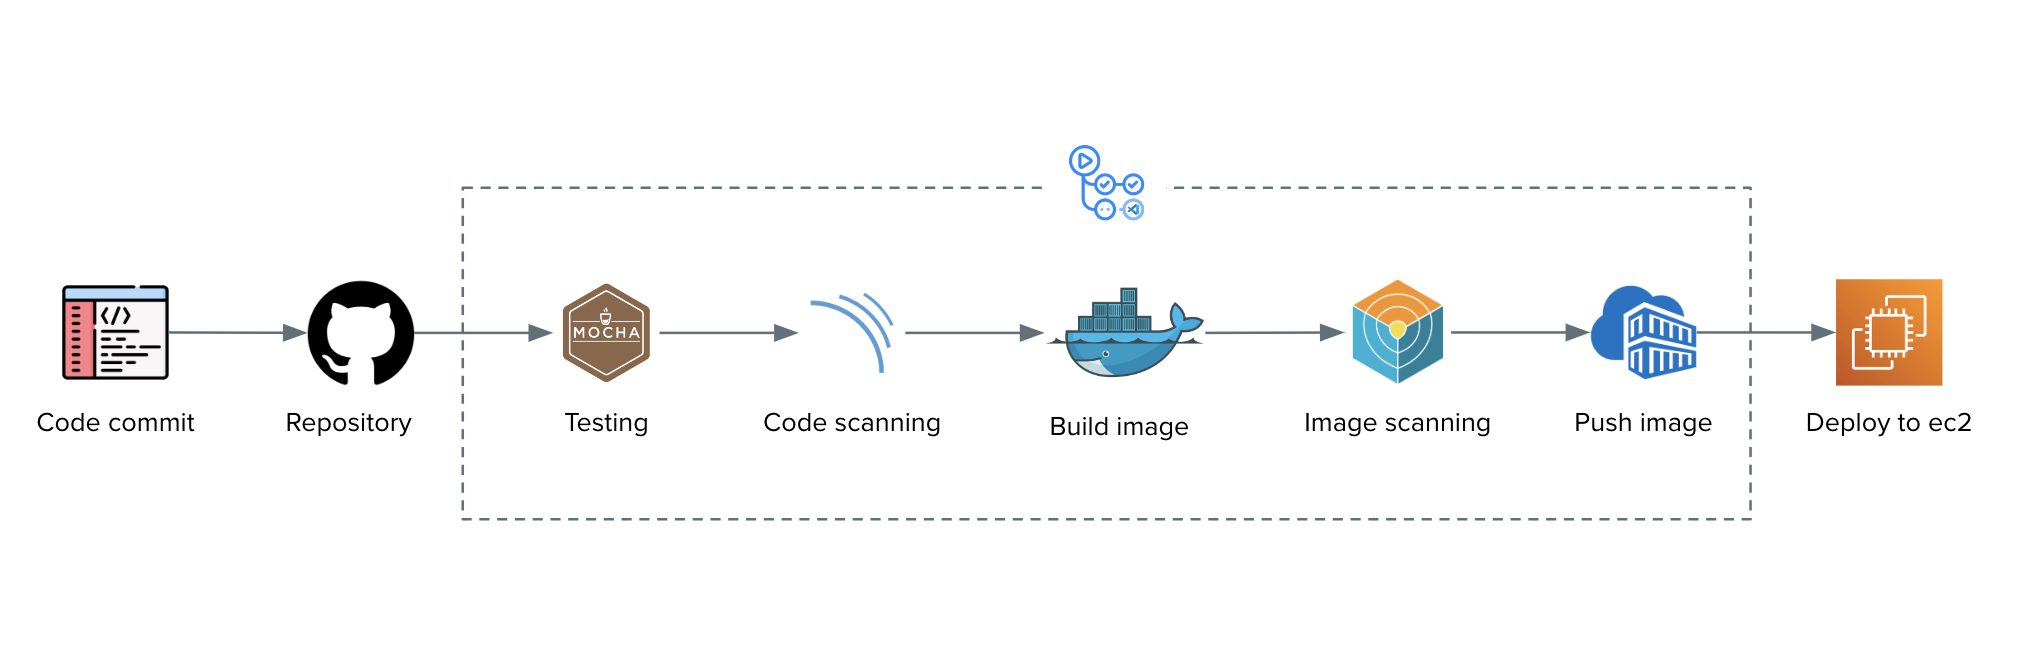 </>
MOCHA
Code commit
Repository
Testing
Code scanning
Build image
Image scanning
Push image
Deploy to ec2